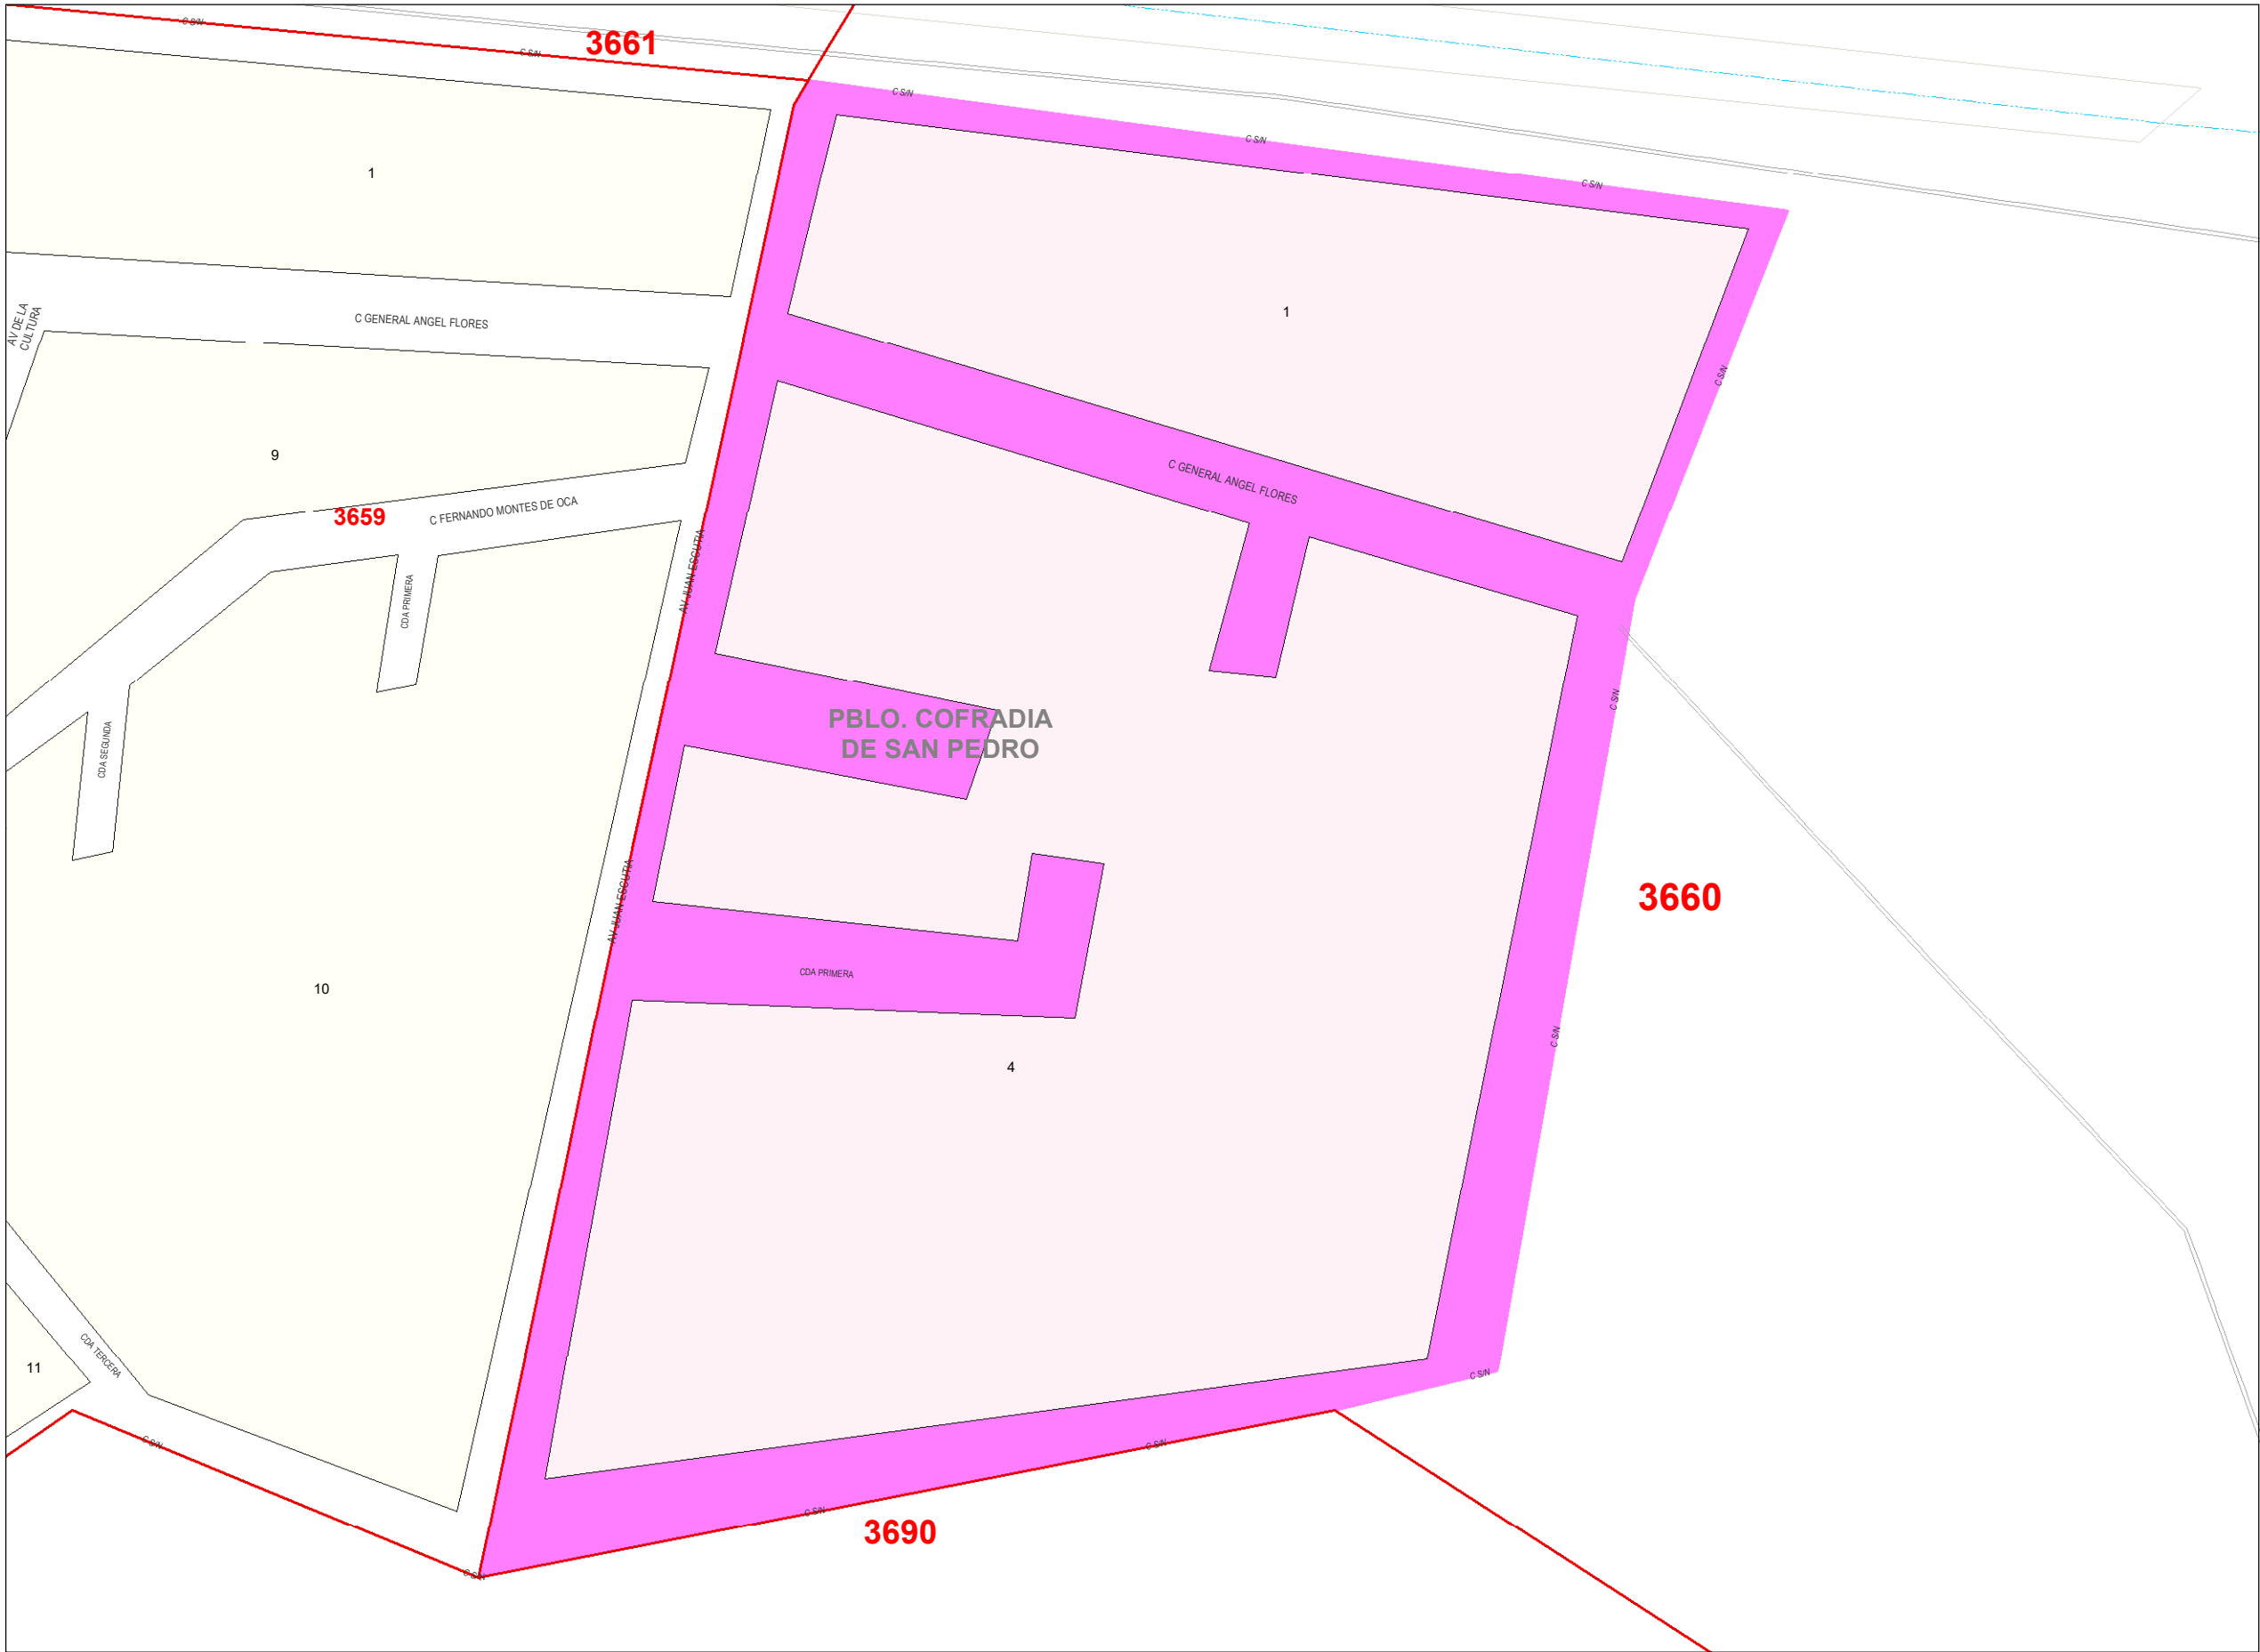 C S/N
3661
C S/N
C S/N
C S/N
1
C S/N
AV DE LA
CULTURA
C GENERAL ANGEL FLORES
1
C S/N
9
C GENERAL ANGEL FLORES
3659
C FERNANDO MONTES DE OCA
AV JUAN ESCUTIA
CDA PRIMERA
C S/N
PBLO. COFRADIA
DE SAN PEDRO
CDA SEGUNDA
3660
AV JUAN ESCUTIA
CDA PRIMERA
10
C S/N
4
CDA TERCERA
11
C S/N
C S/N
C S/N
C S/N
3690
C S/N